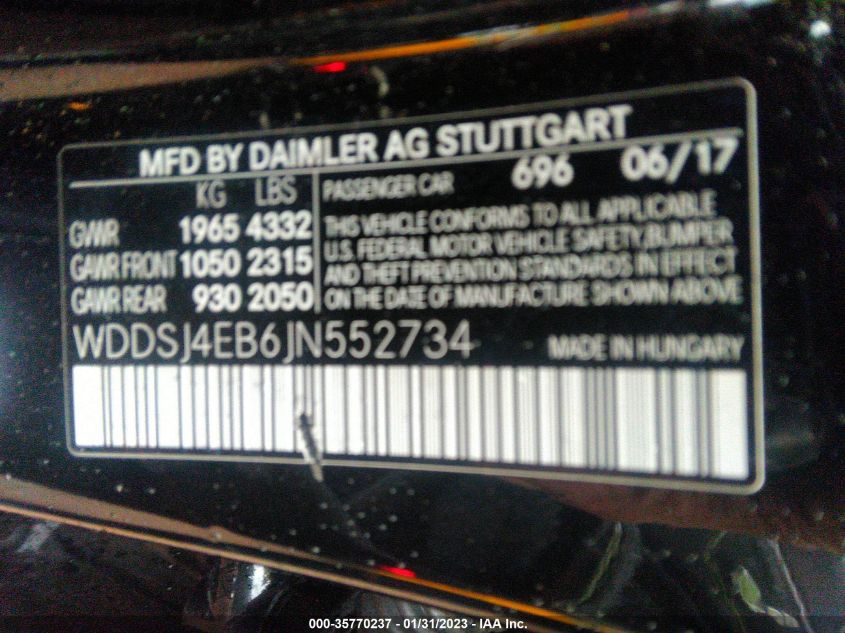 MFD BY DAIMLER AG STUTTGART
KG LBS
GVWR 1965 4332
GAWR FRONT 1050 2315
GAWR REAR 930 2050
PASSENGER CAR 696 06/17
THIS VEHICLE CONFORMS TO ALL APPLICABLE
U.S. FEDERAL MOTOR VEHICLE SAFETY,BUMPER
AND THEFT PREVENTION STANDARDS IN EFFECT
ON THE DATE OF MANUFACTURE SHOWN ABOVE
WDDSJ4EB6JN552734 MADE IN HUNGARY
000-35770237 - 01/31/2023 - IAA Inc.